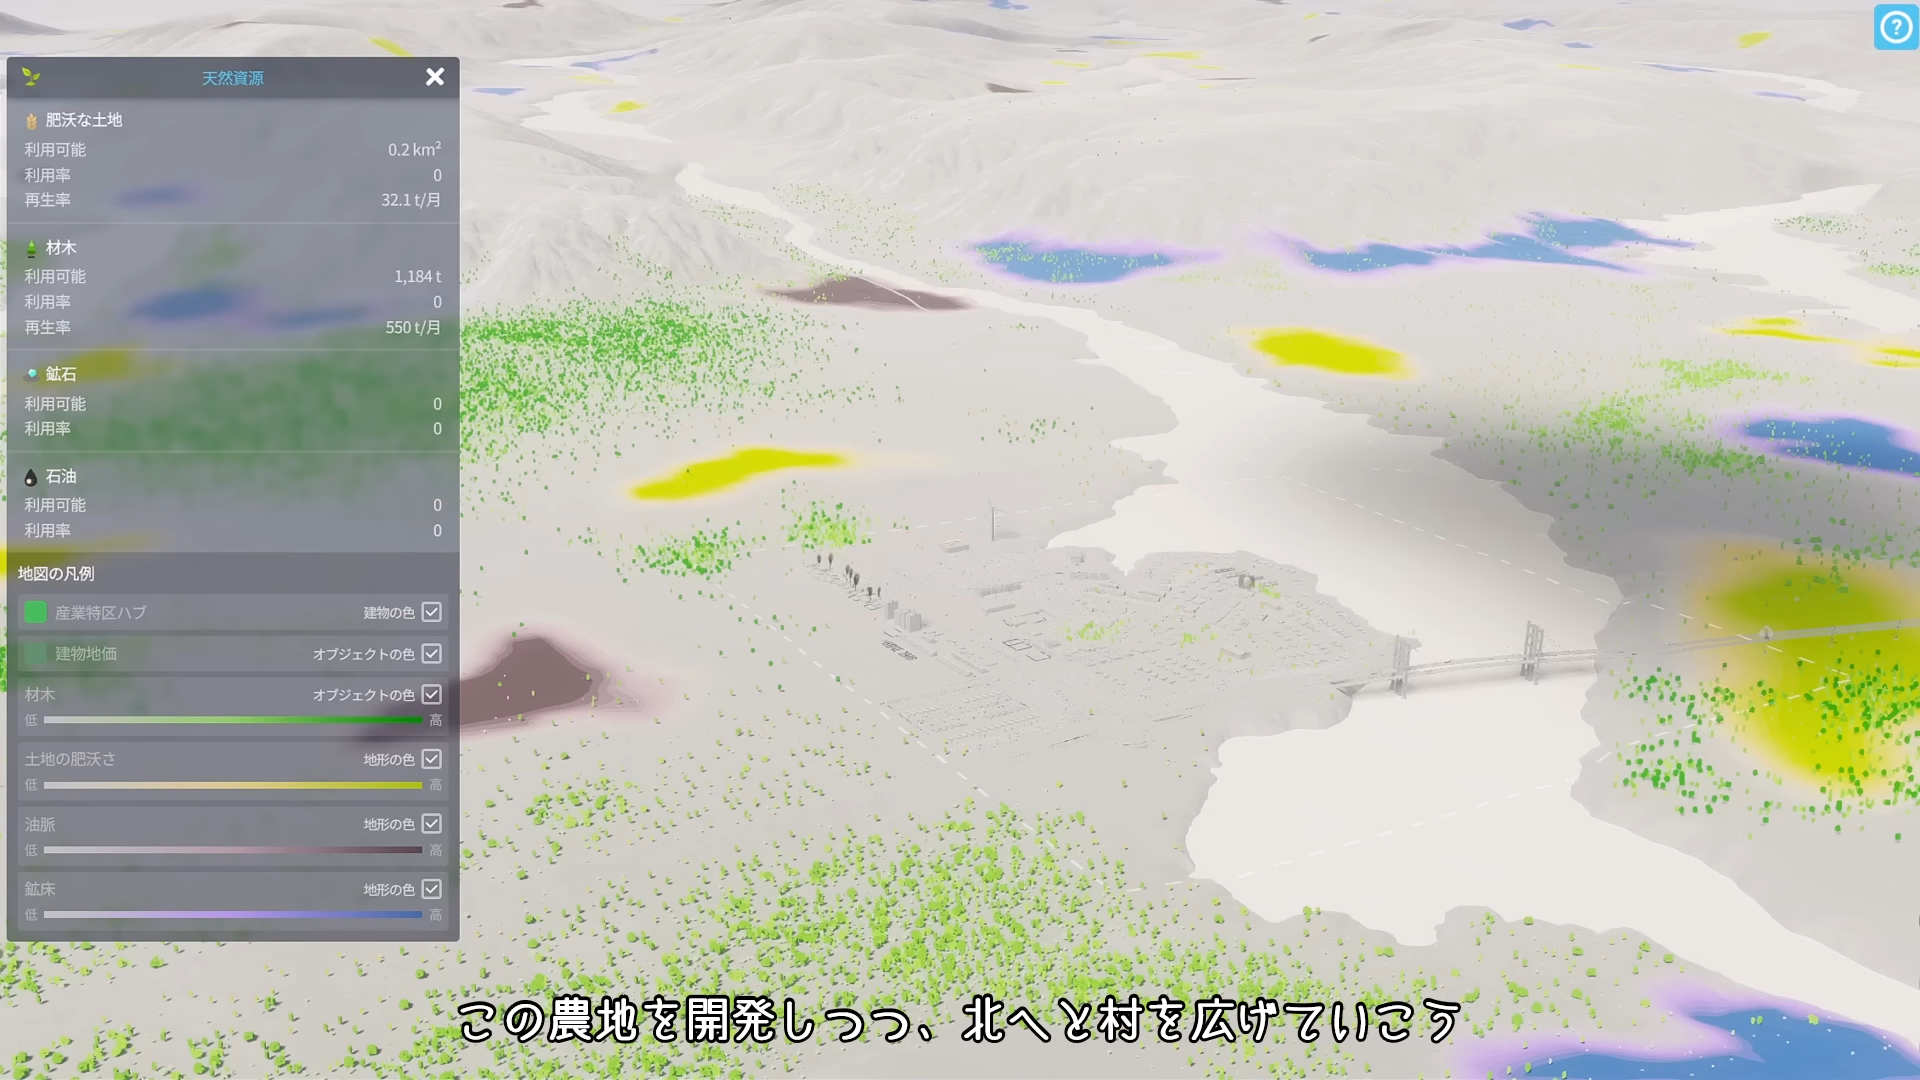 天然資源
肥沃な土地
利用可能 0.2 km²
利用率 0
再生率 32.1 t/月
材木
利用可能 1,184 t
利用率 0
再生率 550 t/月
鉱石
利用可能 0
利用率 0
石油
利用可能 0
利用率 0
地図の凡例
産業特区ハブ 建物の色
建物地価 オブジェクトの色
材木 オブジェクトの色
低 高
土地の肥沃さ 地形の色
低 高
油脈 地形の色
低 高
鉱床 地形の色
低 高
この農地を開発しつつ、北へと村を広げていこう